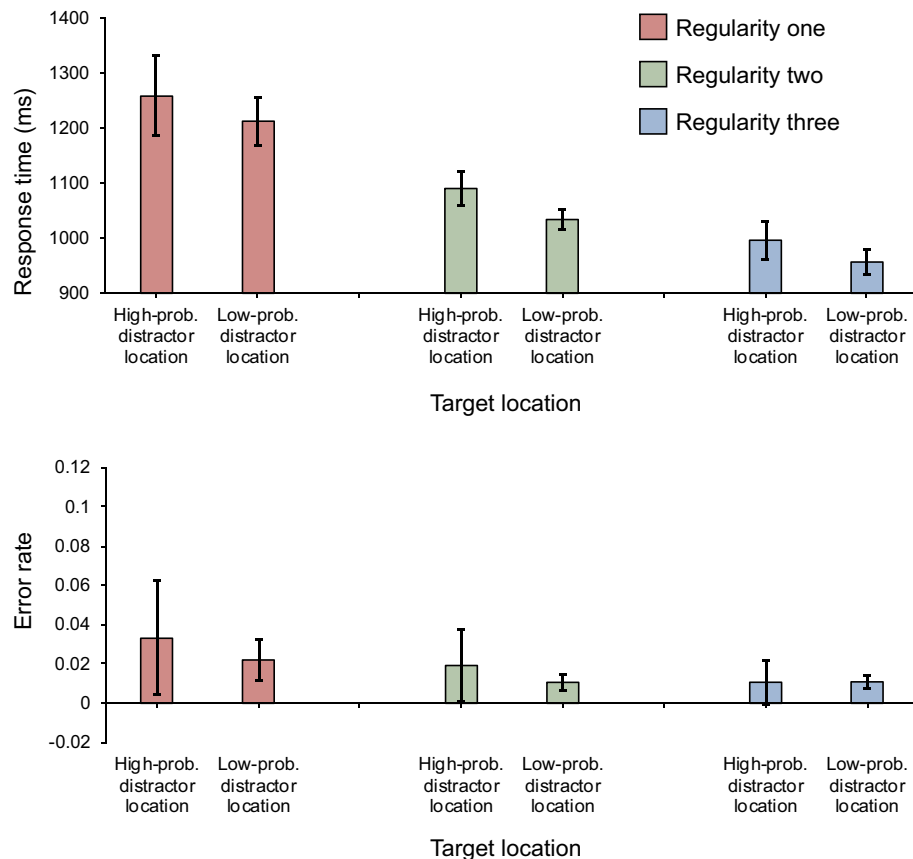 1400
1300
1200
1100
1000
900
Response time (ms)
Regularity one
Regularity two
Regularity three
High-prob.
distractor
location
Low-prob.
distractor
location
High-prob.
distractor
location
Low-prob.
distractor
location
High-prob.
distractor
location
Low-prob.
distractor
location
Target location
0.12
0.1
0.08
0.06
0.04
0.02
0
-0.02
Error rate
High-prob.
distractor
location
Low-prob.
distractor
location
High-prob.
distractor
location
Low-prob.
distractor
location
High-prob.
distractor
location
Low-prob.
distractor
location
Target location